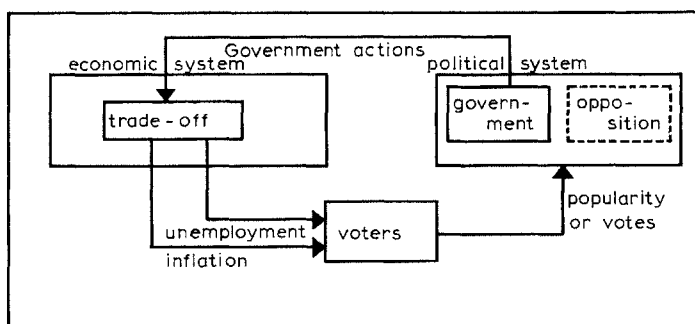 Government actions
economic system
political system
trade-off
govern-
ment
oppo-
sition
unemployment
inflation
voters
popularity
or votes